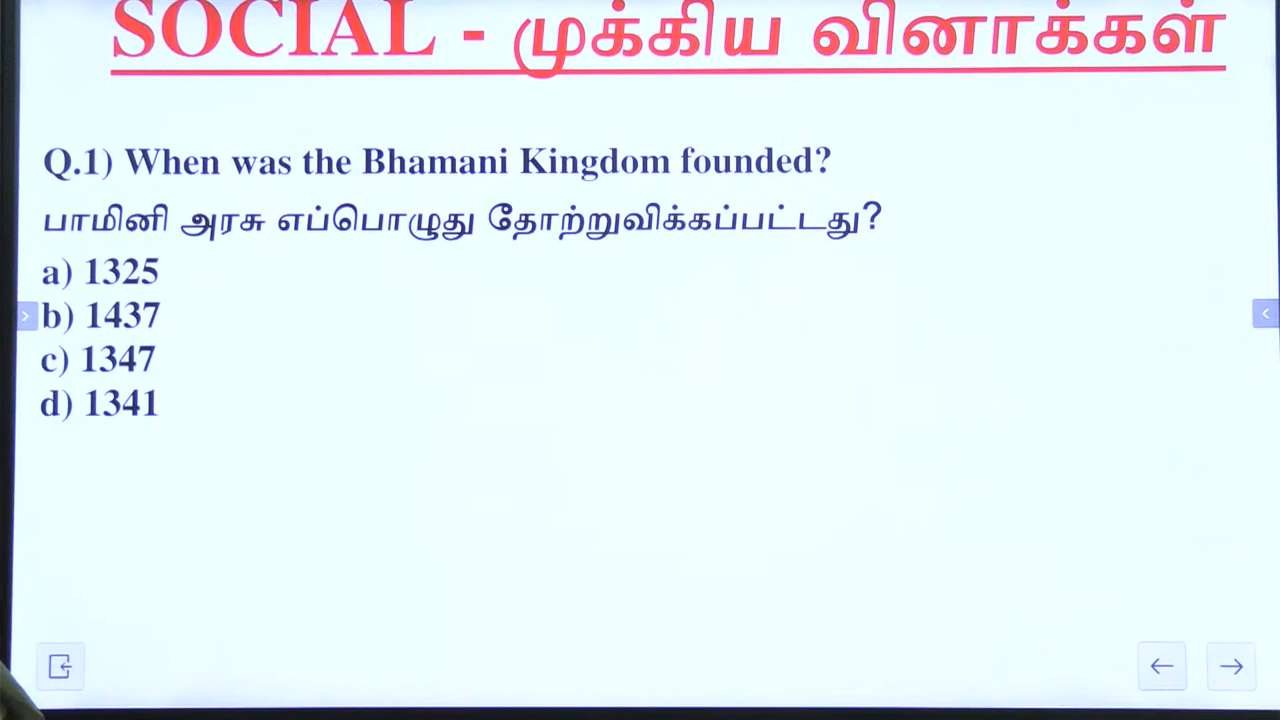 SOCIAL - முக்கிய வினாக்கள்
Q.1) When was the Bhamani Kingdom founded?
பாமினி அரசு எப்பொழுது தோற்றுவிக்கப்பட்டது?
a) 1325
b) 1437
c) 1347
d) 1341